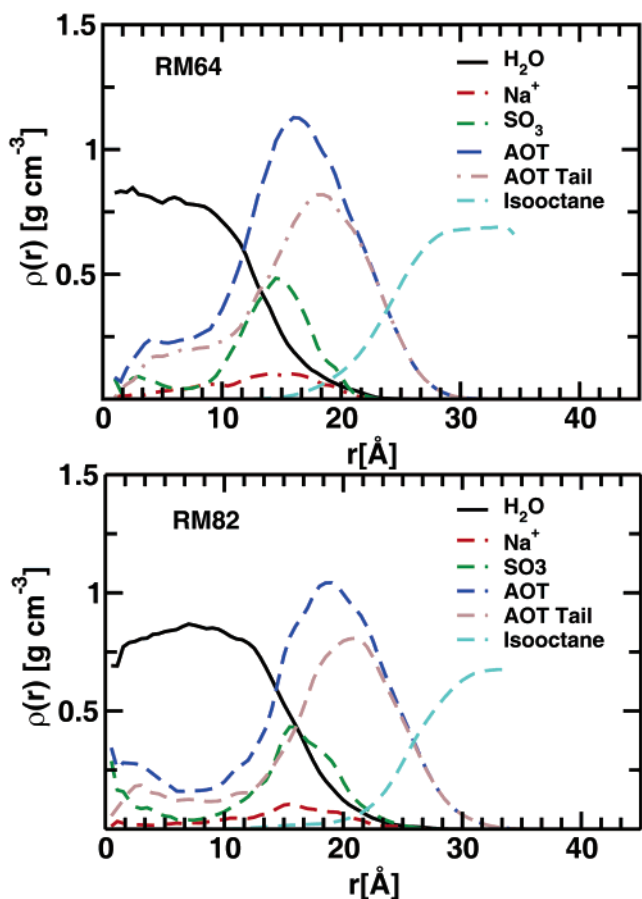 1.5
RM64
H₂O
Na⁺
SO₃
AOT
AOT Tail
Isooctane
1
ρ(r) [g cm⁻³]
0.5
0 10 20 30 40
r[Å]
1.5
RM82
H₂O
Na⁺
SO3
AOT
AOT Tail
Isooctane
1
ρ(r) [g cm⁻³]
0.5
0 10 20 30 40
r[Å]